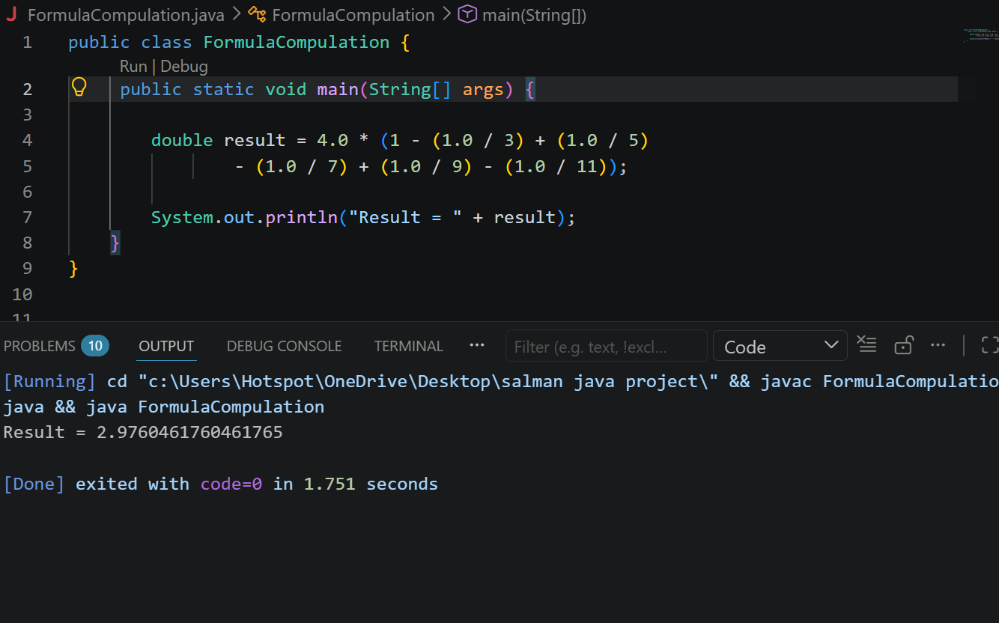 FormulaCompulation.java > FormulaCompulation > main(String[])
1 public class FormulaCompulation {
Run | Debug
2 public static void main(String[] args) {
3
4 double result = 4.0 * (1 - (1.0 / 3) + (1.0 / 5)
5 - (1.0 / 7) + (1.0 / 9) - (1.0 / 11));
6
7 System.out.println("Result = " + result);
8 }
9 }
10
11
PROBLEMS 10 OUTPUT DEBUG CONSOLE TERMINAL ··· Filter (e.g. text, !excl... Code ···
[Running] cd "c:\Users\Hotspot\OneDrive\Desktop\salman java project\" && javac FormulaCompulatio
java && java FormulaCompulation
Result = 2.9760461760461765
[Done] exited with code=0 in 1.751 seconds